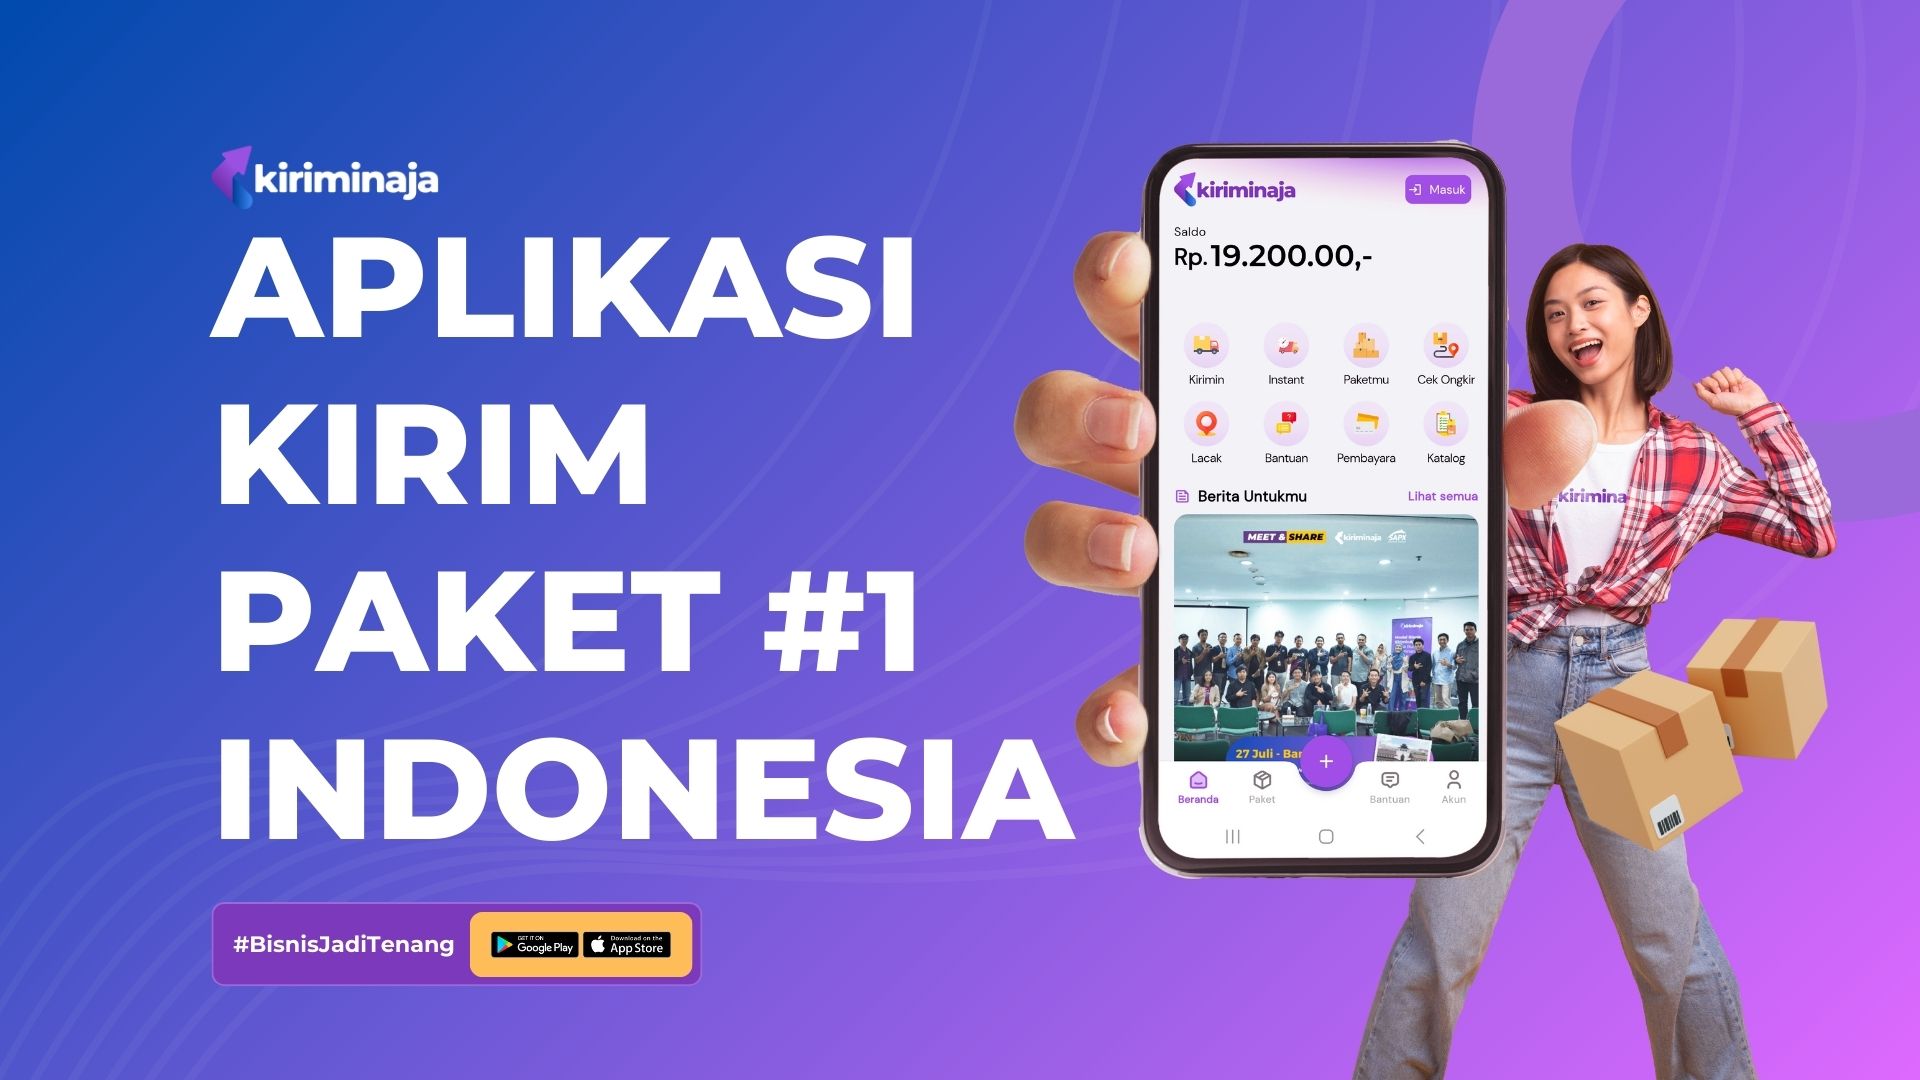 kiriminaja
APLIKASI
KIRIM
PAKET #1
INDONESIA
#BisnisJadiTenang
GET IT ON
Google Play
Download on the
App Store
kiriminaja
Masuk
Saldo
Rp.19.200.00,-
Kirimin
Instant
Paketmu
Cek Ongkir
Lacak
Bantuan
Pembayara
Katalog
Berita Untukmu
Lihat semua
MEET & SHARE
kiriminaja
SAPX
kiriminaja
27 Juli - Ban
+
Beranda
Paket
Bantuan
Akun
kirimina